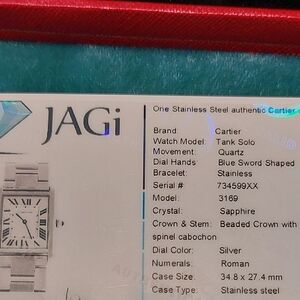 JAGi
One Stainless Steel authentic Cartier
Brand: Cartier
Watch Model: Tank Solo
Movement: Quartz
Dial Hands: Blue Sword Shaped
Bracelet: Stainless
Serial # 734599XX
Model: 3169
Crystal: Sapphire
Crown & Stem: Beaded Crown with
spinel cabochon
Dial Color: Silver
Numerals: Roman
Case Size: 34.8 x 27.4 mm
Case Type: Stainless steel